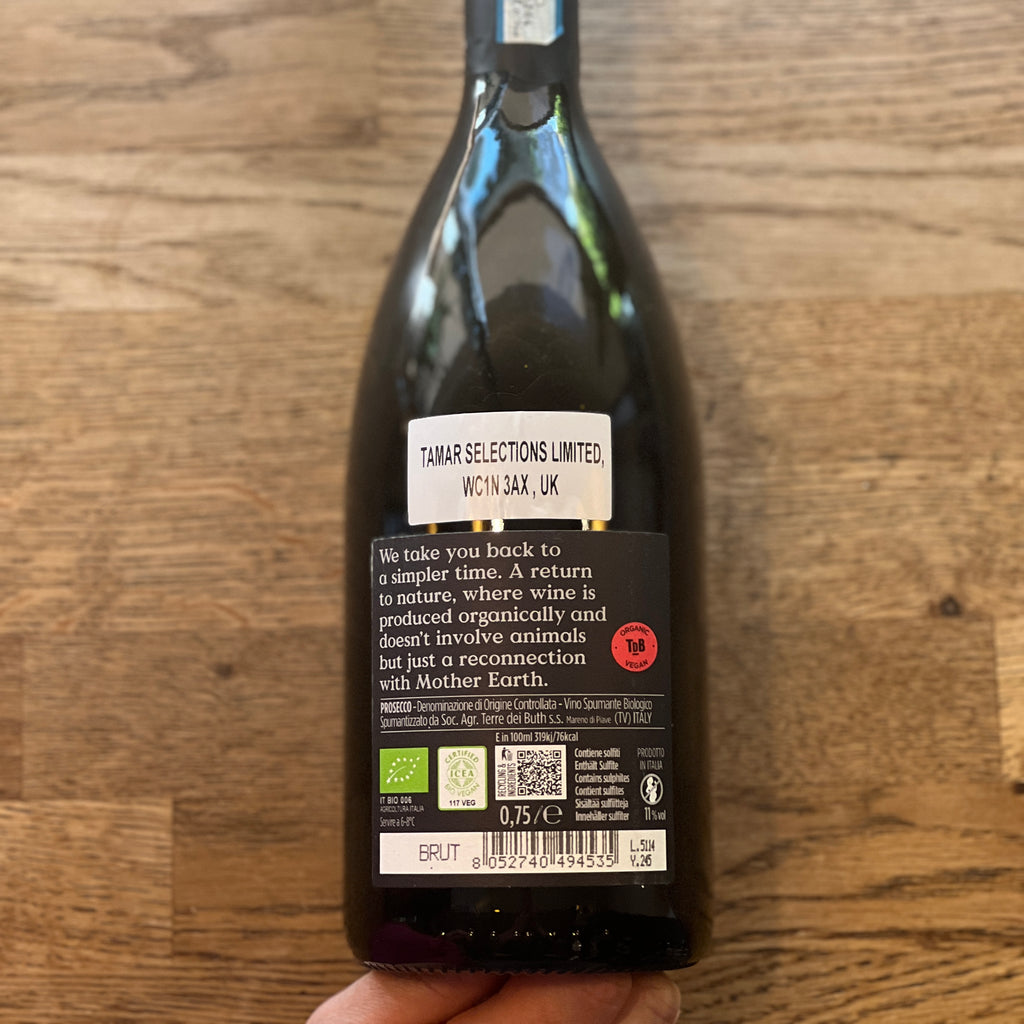 TAMAR SELECTIONS LIMITED,
WC1N 3AX , UK
We take you back to
a simpler time. A return
to nature, where wine is
produced organically and
doesn't involve animals
but just a reconnection
with Mother Earth.
ORGANIC
TDB
VEGAN
PROSECCO - Denominazione di Origine Controllata - Vino Spumante Biologico
Spumantizzato da Soc. Agr. Terre dei Buth s.s. Mareno di Piave (TV) ITALY
E in 100ml 319kj/76kcal
IT BIO 006
AGRICOLTURA ITALIA
Servire a 6-8°C
CERTIFIED
ICEA
BIO VEGAN
117 VEG
RECYCLING &
INGREDIENTS
0,75 l e
Contiene solfiti
Enthält Sulfite
Contains sulphites
Contient sulfites
Sisältää sulfiitteja
Innehåller sulfiter
PRODOTTO
IN ITALIA
11% vol
BRUT
8 052740 494535
L.5114
Y.245